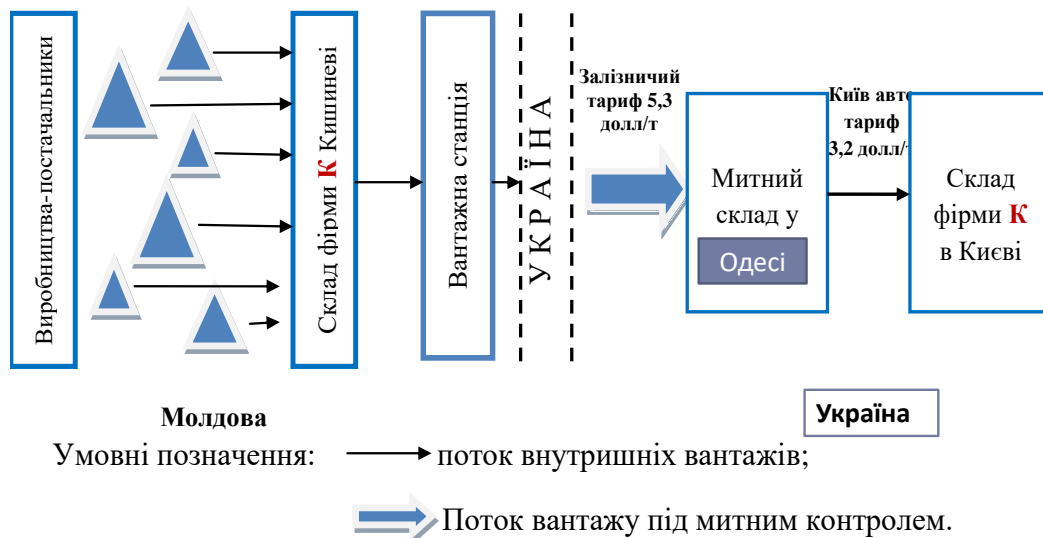 Виробництва-постачальники
Склад фірми К Кишиневі
Вантажна станція
УКРАЇНА
Залізничий
тариф 5,3
долл/т
Митний
склад у
Одесі
Київ авто
тариф
3,2 долл/т
Склад
фірми К
в Києві
Молдова
Україна
Умовні позначення:
поток внутришніх вантажів;
Поток вантажу під митним контролем.